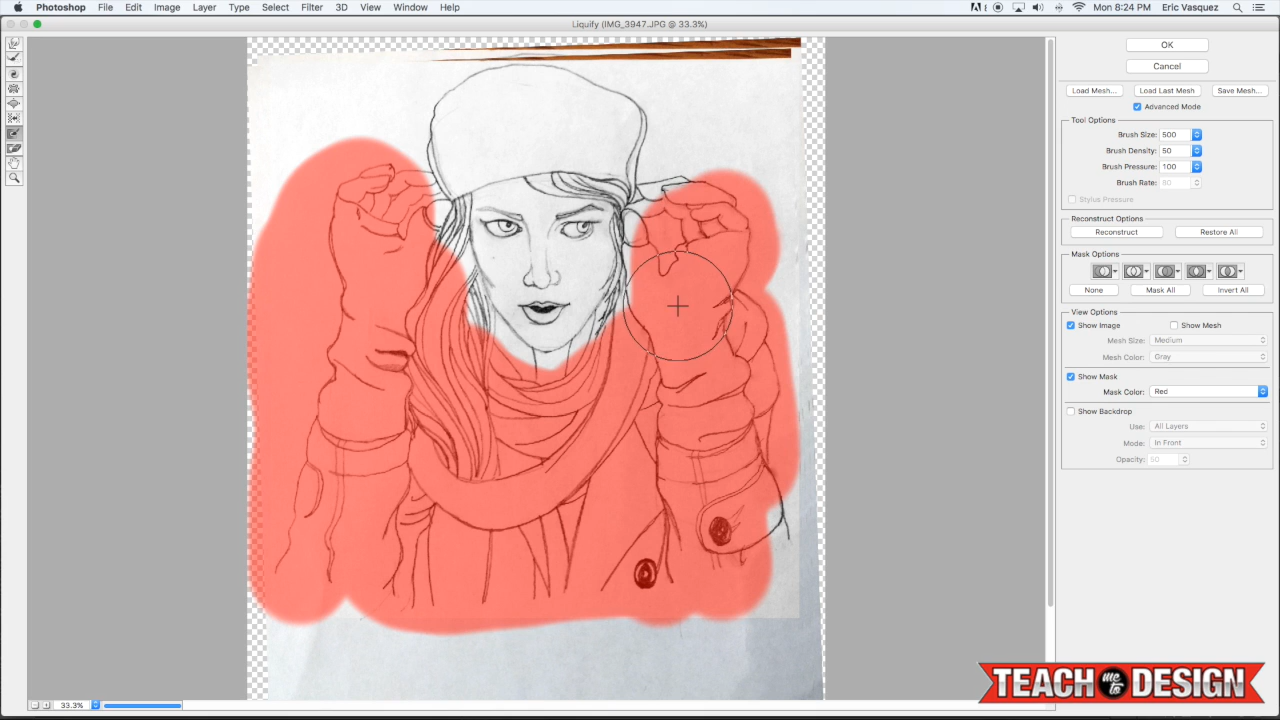 Photoshop File Edit Image Layer Type Select Filter 3D View Window Help Mon 8:24 PM Eric Vasquez
Liquify (IMG_3947.JPG @ 33.3%)
OK
Cancel
Load Mesh... Load Last Mesh Save Mesh...
Advanced Mode
Tool Options
Brush Size: 500
Brush Density: 50
Brush Pressure: 100
Brush Rate: 80
Stylus Pressure
Reconstruct Options
Reconstruct Restore All
Mask Options
None Mask All Invert All
View Options
Show Image Show Mesh
Mesh Size: Medium
Mesh Color: Gray
Show Mask
Mask Color: Red
Show Backdrop
Use: All Layers
Mode: In Front
Opacity: 50
TEACH me to DESIGN
33.3%